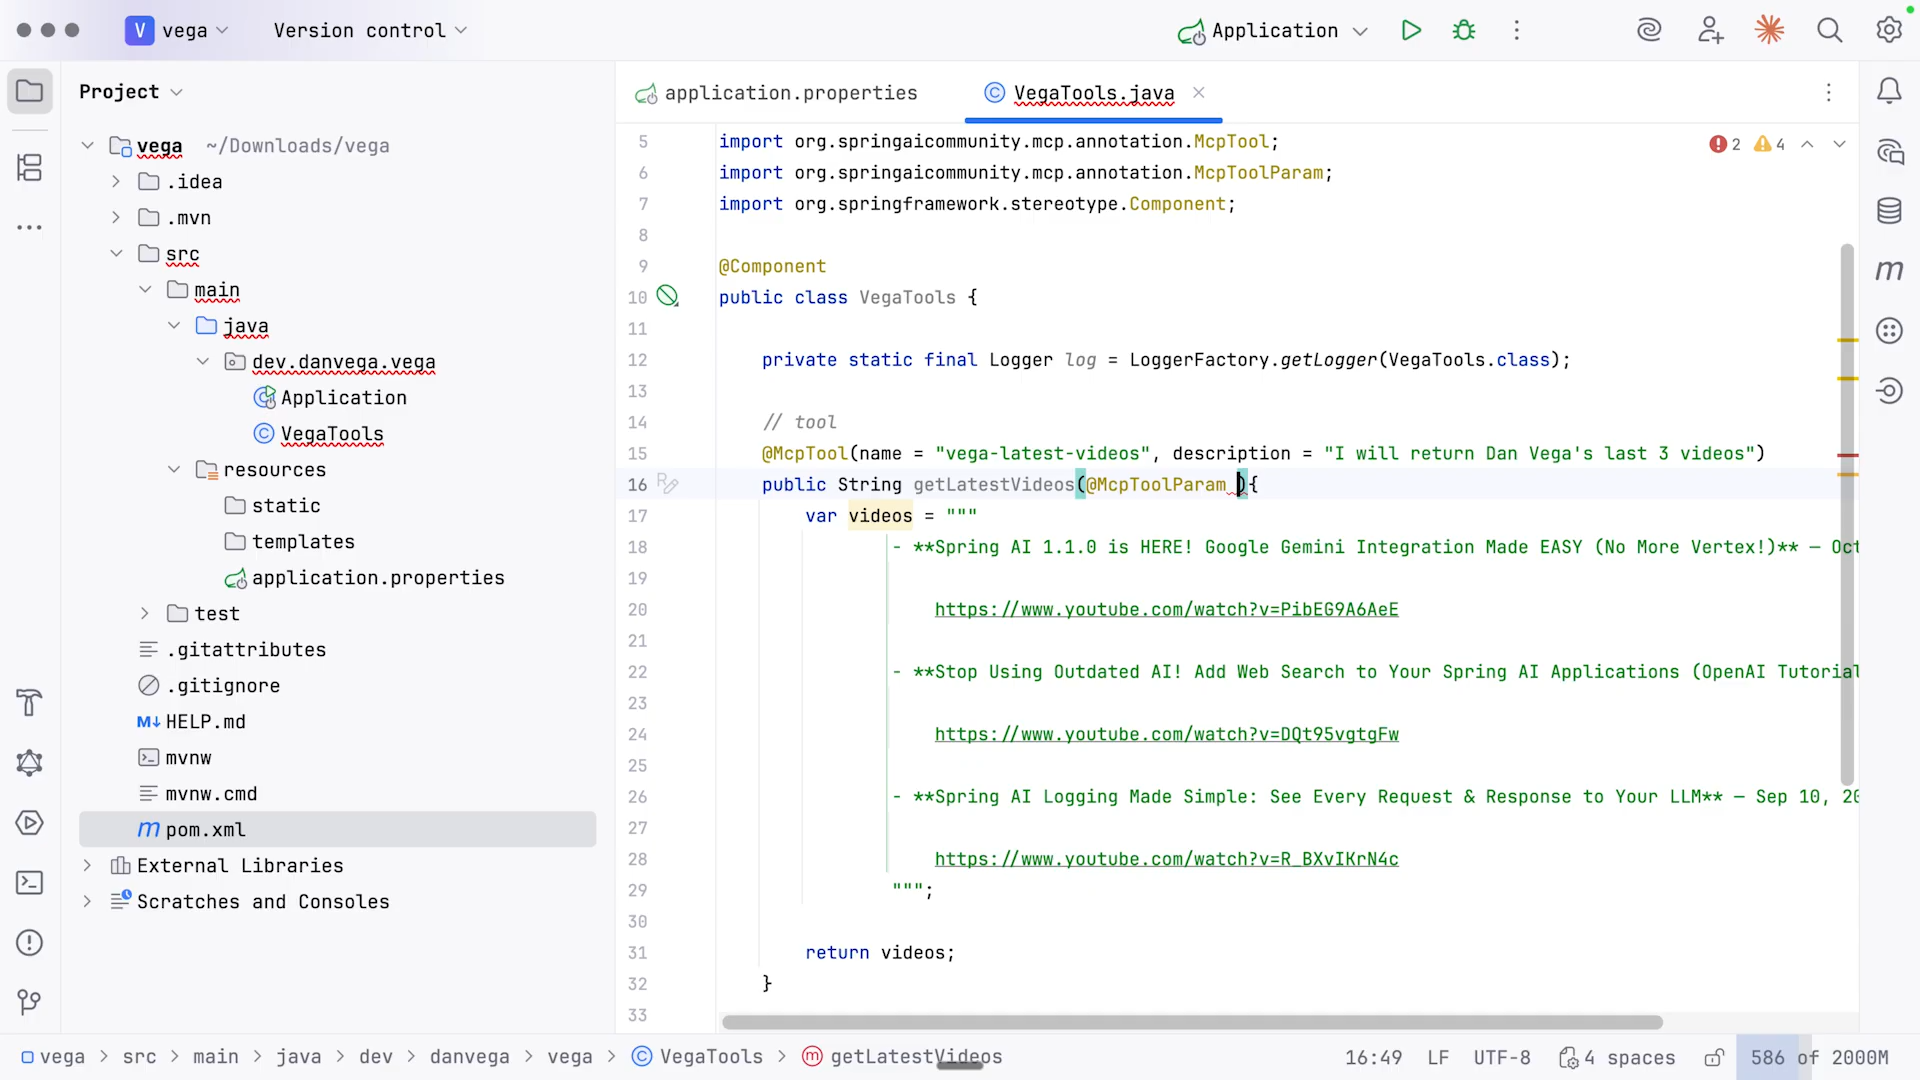 V vega Version control Application
Project
application.properties
VegaTools.java
vega ~/Downloads/vega
.idea
.mvn
src
main
java
dev.danvega.vega
Application
VegaTools
resources
static
templates
application.properties
test
.gitattributes
.gitignore
M↓ HELP.md
mvnw
mvnw.cmd
m pom.xml
External Libraries
Scratches and Consoles
2 4
5 import org.springaicommunity.mcp.annotation.McpTool;
6 import org.springaicommunity.mcp.annotation.McpToolParam;
7 import org.springframework.stereotype.Component;
8
9 @Component
10 public class VegaTools {
11
12 private static final Logger log = LoggerFactory.getLogger(VegaTools.class);
13
14 // tool
15 @McpTool(name = "vega-latest-videos", description = "I will return Dan Vega's last 3 videos")
16 public String getLatestVideos(@McpToolParam ){
17 var videos = """
18 - **Spring AI 1.1.0 is HERE! Google Gemini Integration Made EASY (No More Vertex!)** — Oct
19
20 https://www.youtube.com/watch?v=PibEG9A6AeE
21
22 - **Stop Using Outdated AI! Add Web Search to Your Spring AI Applications (OpenAI Tutorial
23
24 https://www.youtube.com/watch?v=DQt95vgtgFw
25
26 - **Spring AI Logging Made Simple: See Every Request & Response to Your LLM** — Sep 10, 20
27
28 https://www.youtube.com/watch?v=R_BXvIKrN4c
29 """;
30
31 return videos;
32 }
33
vega > src > main > java > dev > danvega > vega > VegaTools > getLatestVideos
16:49 LF UTF-8 4 spaces 586 of 2000M